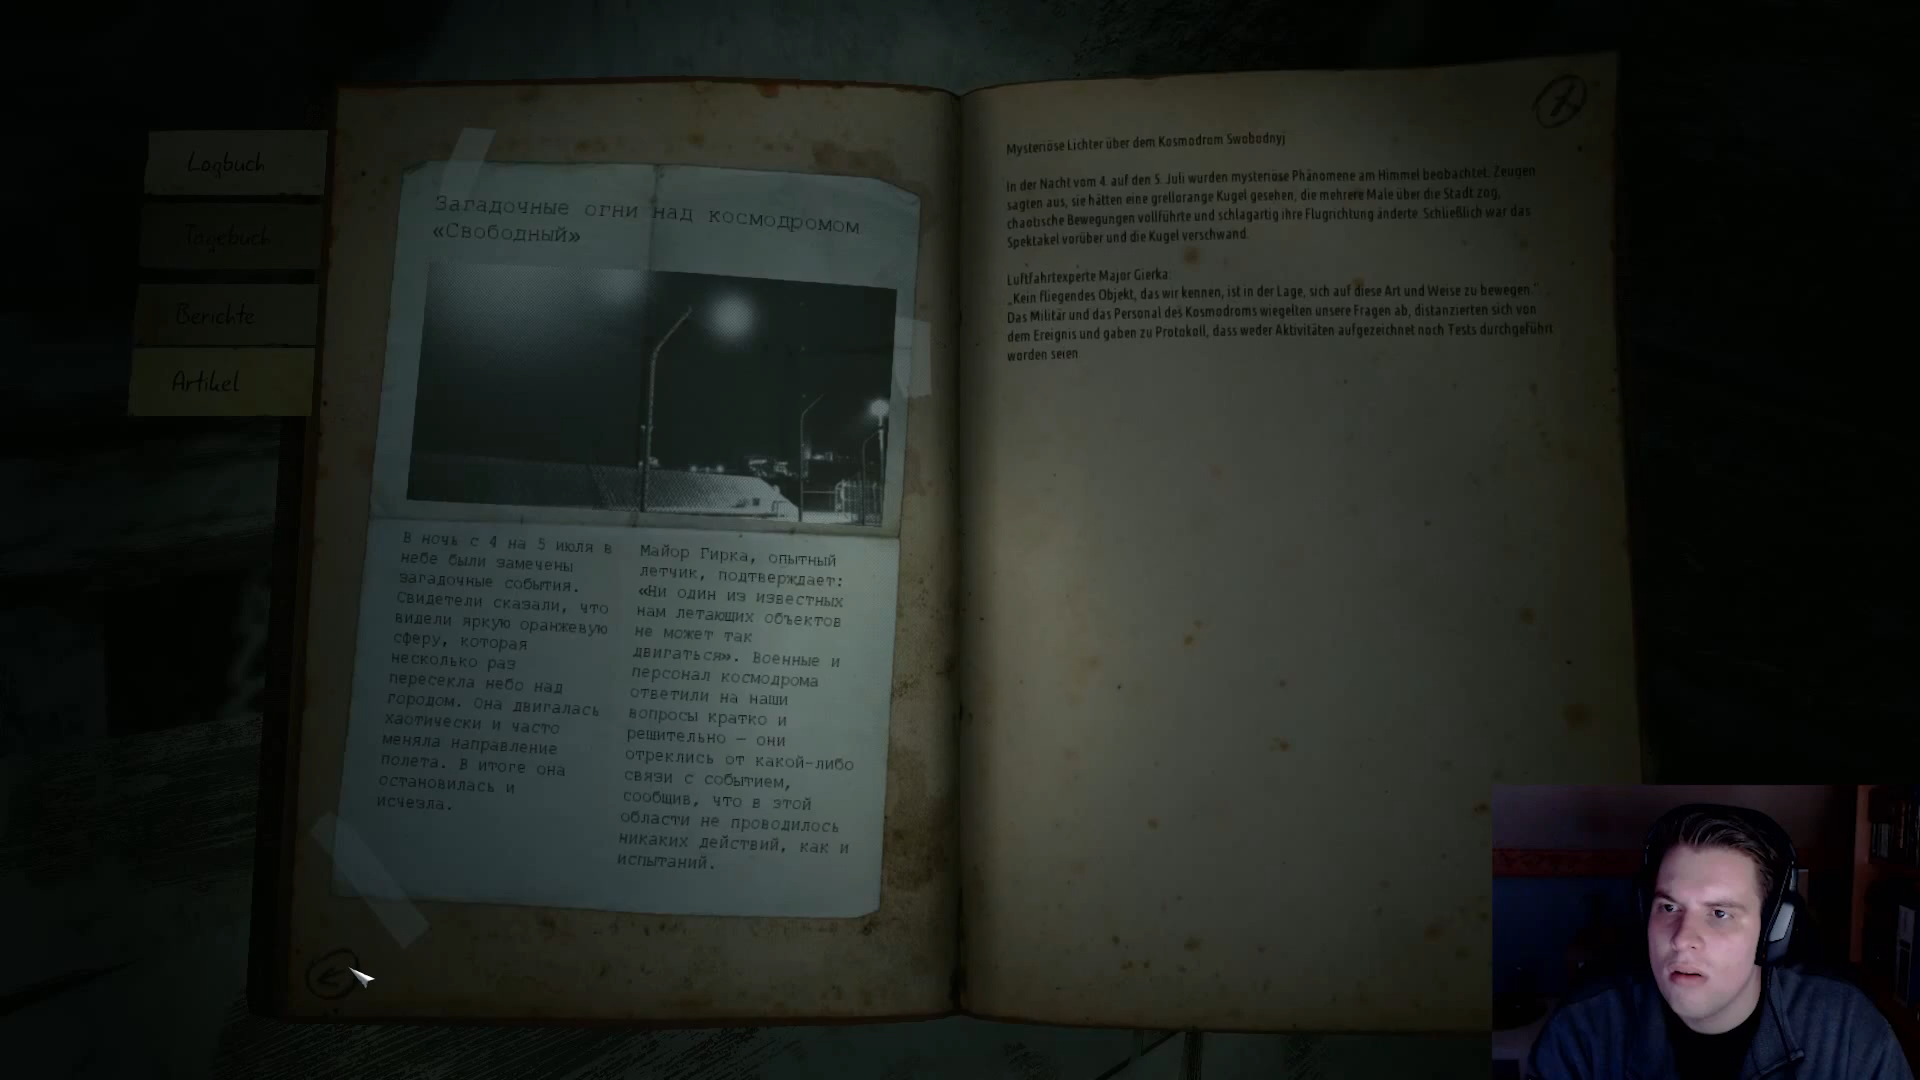 Logbuch
Tagebuch
Berichte
Artikel
Загадочные огни над космодромом
«Свободный»
В ночь с 4 на 5 июля в
небе были замечены
загадочные события.
Свидетели сказали, что
видели яркую оранжевую
сферу, которая
несколько раз
пересекла небо над
городом. Она двигалась
хаотически и часто
меняла направление
полета. В итоге она
остановилась и
исчезла.
Майор Гирка, опытный
летчик, подтверждает:
«Ни один из известных
нам летающих объектов
не может так
двигаться». Военные и
персонал космодрома
ответили на наши
вопросы кратко и
решительно — они
отреклись от какой-либо
связи с событием,
сообщив, что в этой
области не проводилось
никаких действий, как и
испытаний.
Mysteriöse Lichter über dem Kosmodrom Swobodnyj
In der Nacht vom 4. auf den 5. Juli wurden mysteriöse Phänomene am Himmel beobachtet. Zeugen
sagten aus, sie hätten eine grellorange Kugel gesehen, die mehrere Male über die Stadt zog,
chaotische Bewegungen vollführte und schlagartig ihre Flugrichtung änderte. Schließlich war das
Spektakel vorüber und die Kugel verschwand.
Luftfahrtexperte Major Gierka:
„Kein fliegendes Objekt, das wir kennen, ist in der Lage, sich auf diese Art und Weise zu bewegen.“
Das Militär und das Personal des Kosmodroms wiegelten unsere Fragen ab, distanzierten sich von
dem Ereignis und gaben zu Protokoll, dass weder Aktivitäten aufgezeichnet noch Tests durchgeführt
worden seien